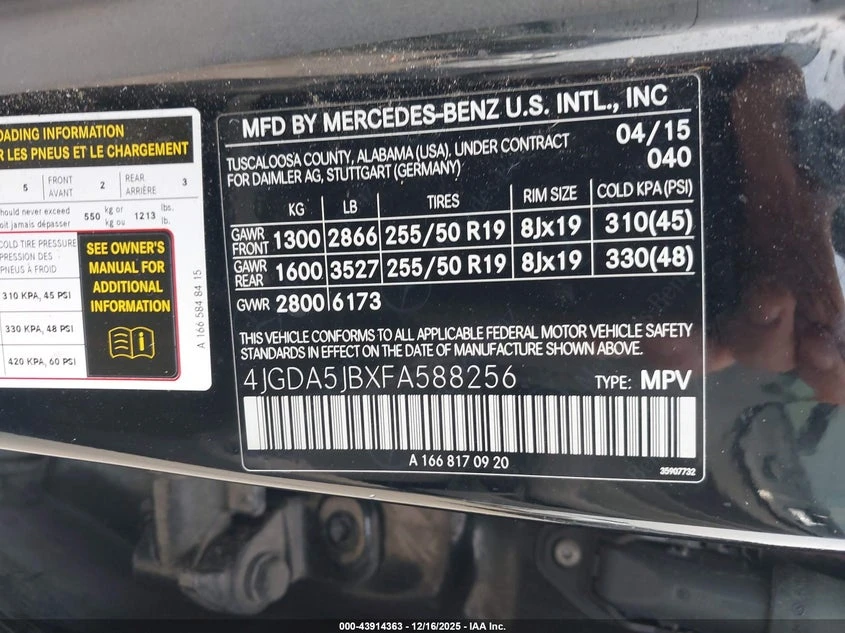 OADING INFORMATION
R LES PNEUS ET LE CHARGEMENT
5 FRONT AVANT 2 REAR ARRIÈRE 3
hould never exceed
oit jamais dépasser 550 kg or kg ou 1213 lbs. lb.
COLD TIRE PRESSURE
PRESSION DES
PNEUS À FROID
310 KPA, 45 PSI
330 KPA, 48 PSI
420 KPA, 60 PSI
SEE OWNER'S
MANUAL FOR
ADDITIONAL
INFORMATION
A 166 584 84 15
MFD BY MERCEDES-BENZ U.S. INTL., INC
TUSCALOOSA COUNTY, ALABAMA (USA). UNDER CONTRACT
FOR DAIMLER AG, STUTTGART (GERMANY)
04/15
040
KG LB TIRES RIM SIZE COLD KPA (PSI)
GAWR FRONT 1300 2866 255/50 R19 8Jx19 310(45)
GAWR REAR 1600 3527 255/50 R19 8Jx19 330(48)
GVWR 2800 6173
THIS VEHICLE CONFORMS TO ALL APPLICABLE FEDERAL MOTOR VEHICLE SAFETY
STANDARDS IN EFFECT ON THE DATE OF MANUFACTURE SHOWN ABOVE.
4JGDA5JBXFA588256 TYPE: MPV
A 166 817 09 20
35907732
000-43914363 - 12/16/2025 - IAA Inc.